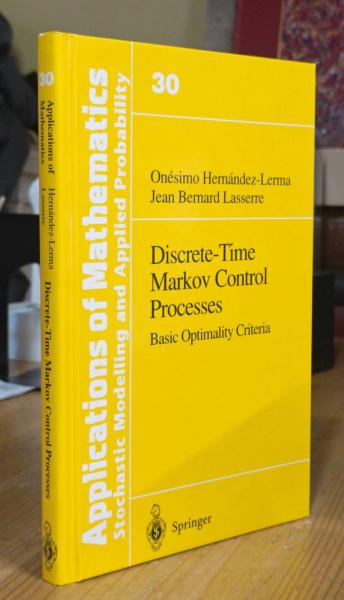 30
Applications of
Mathematics
Hernández-Lerma
Lasserre
Discrete-Time Markov Control Processes
Applications of Mathematics
Stochastic Modelling and Applied Probability
30
Onésimo Hernández-Lerma
Jean Bernard Lasserre
Discrete-Time
Markov Control
Processes
Basic Optimality Criteria
Springer